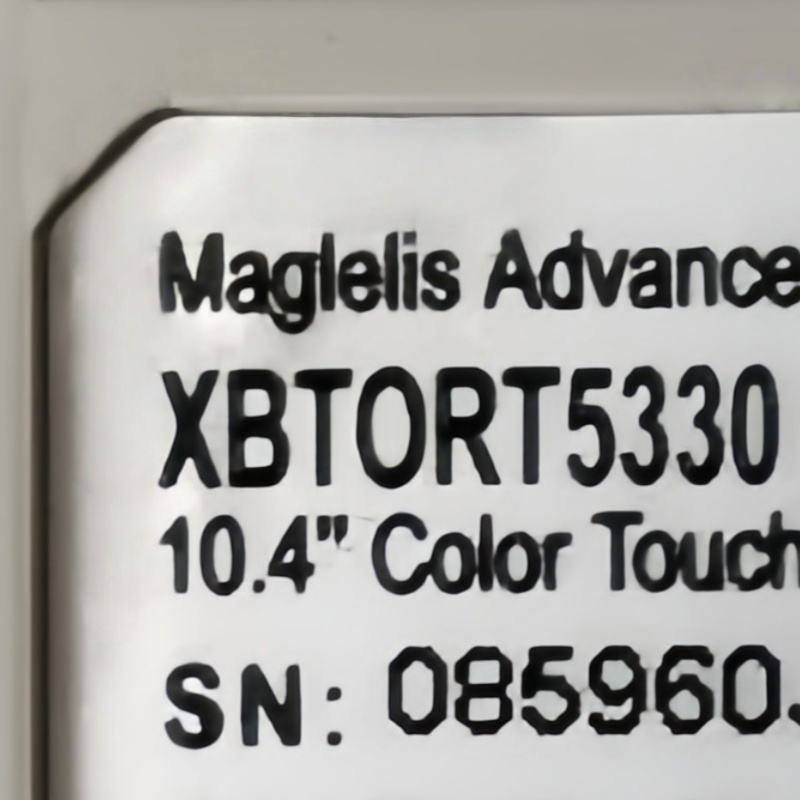 Maglelis Advance
XBTORT5330
10.4" Color Touch
SN: 085960